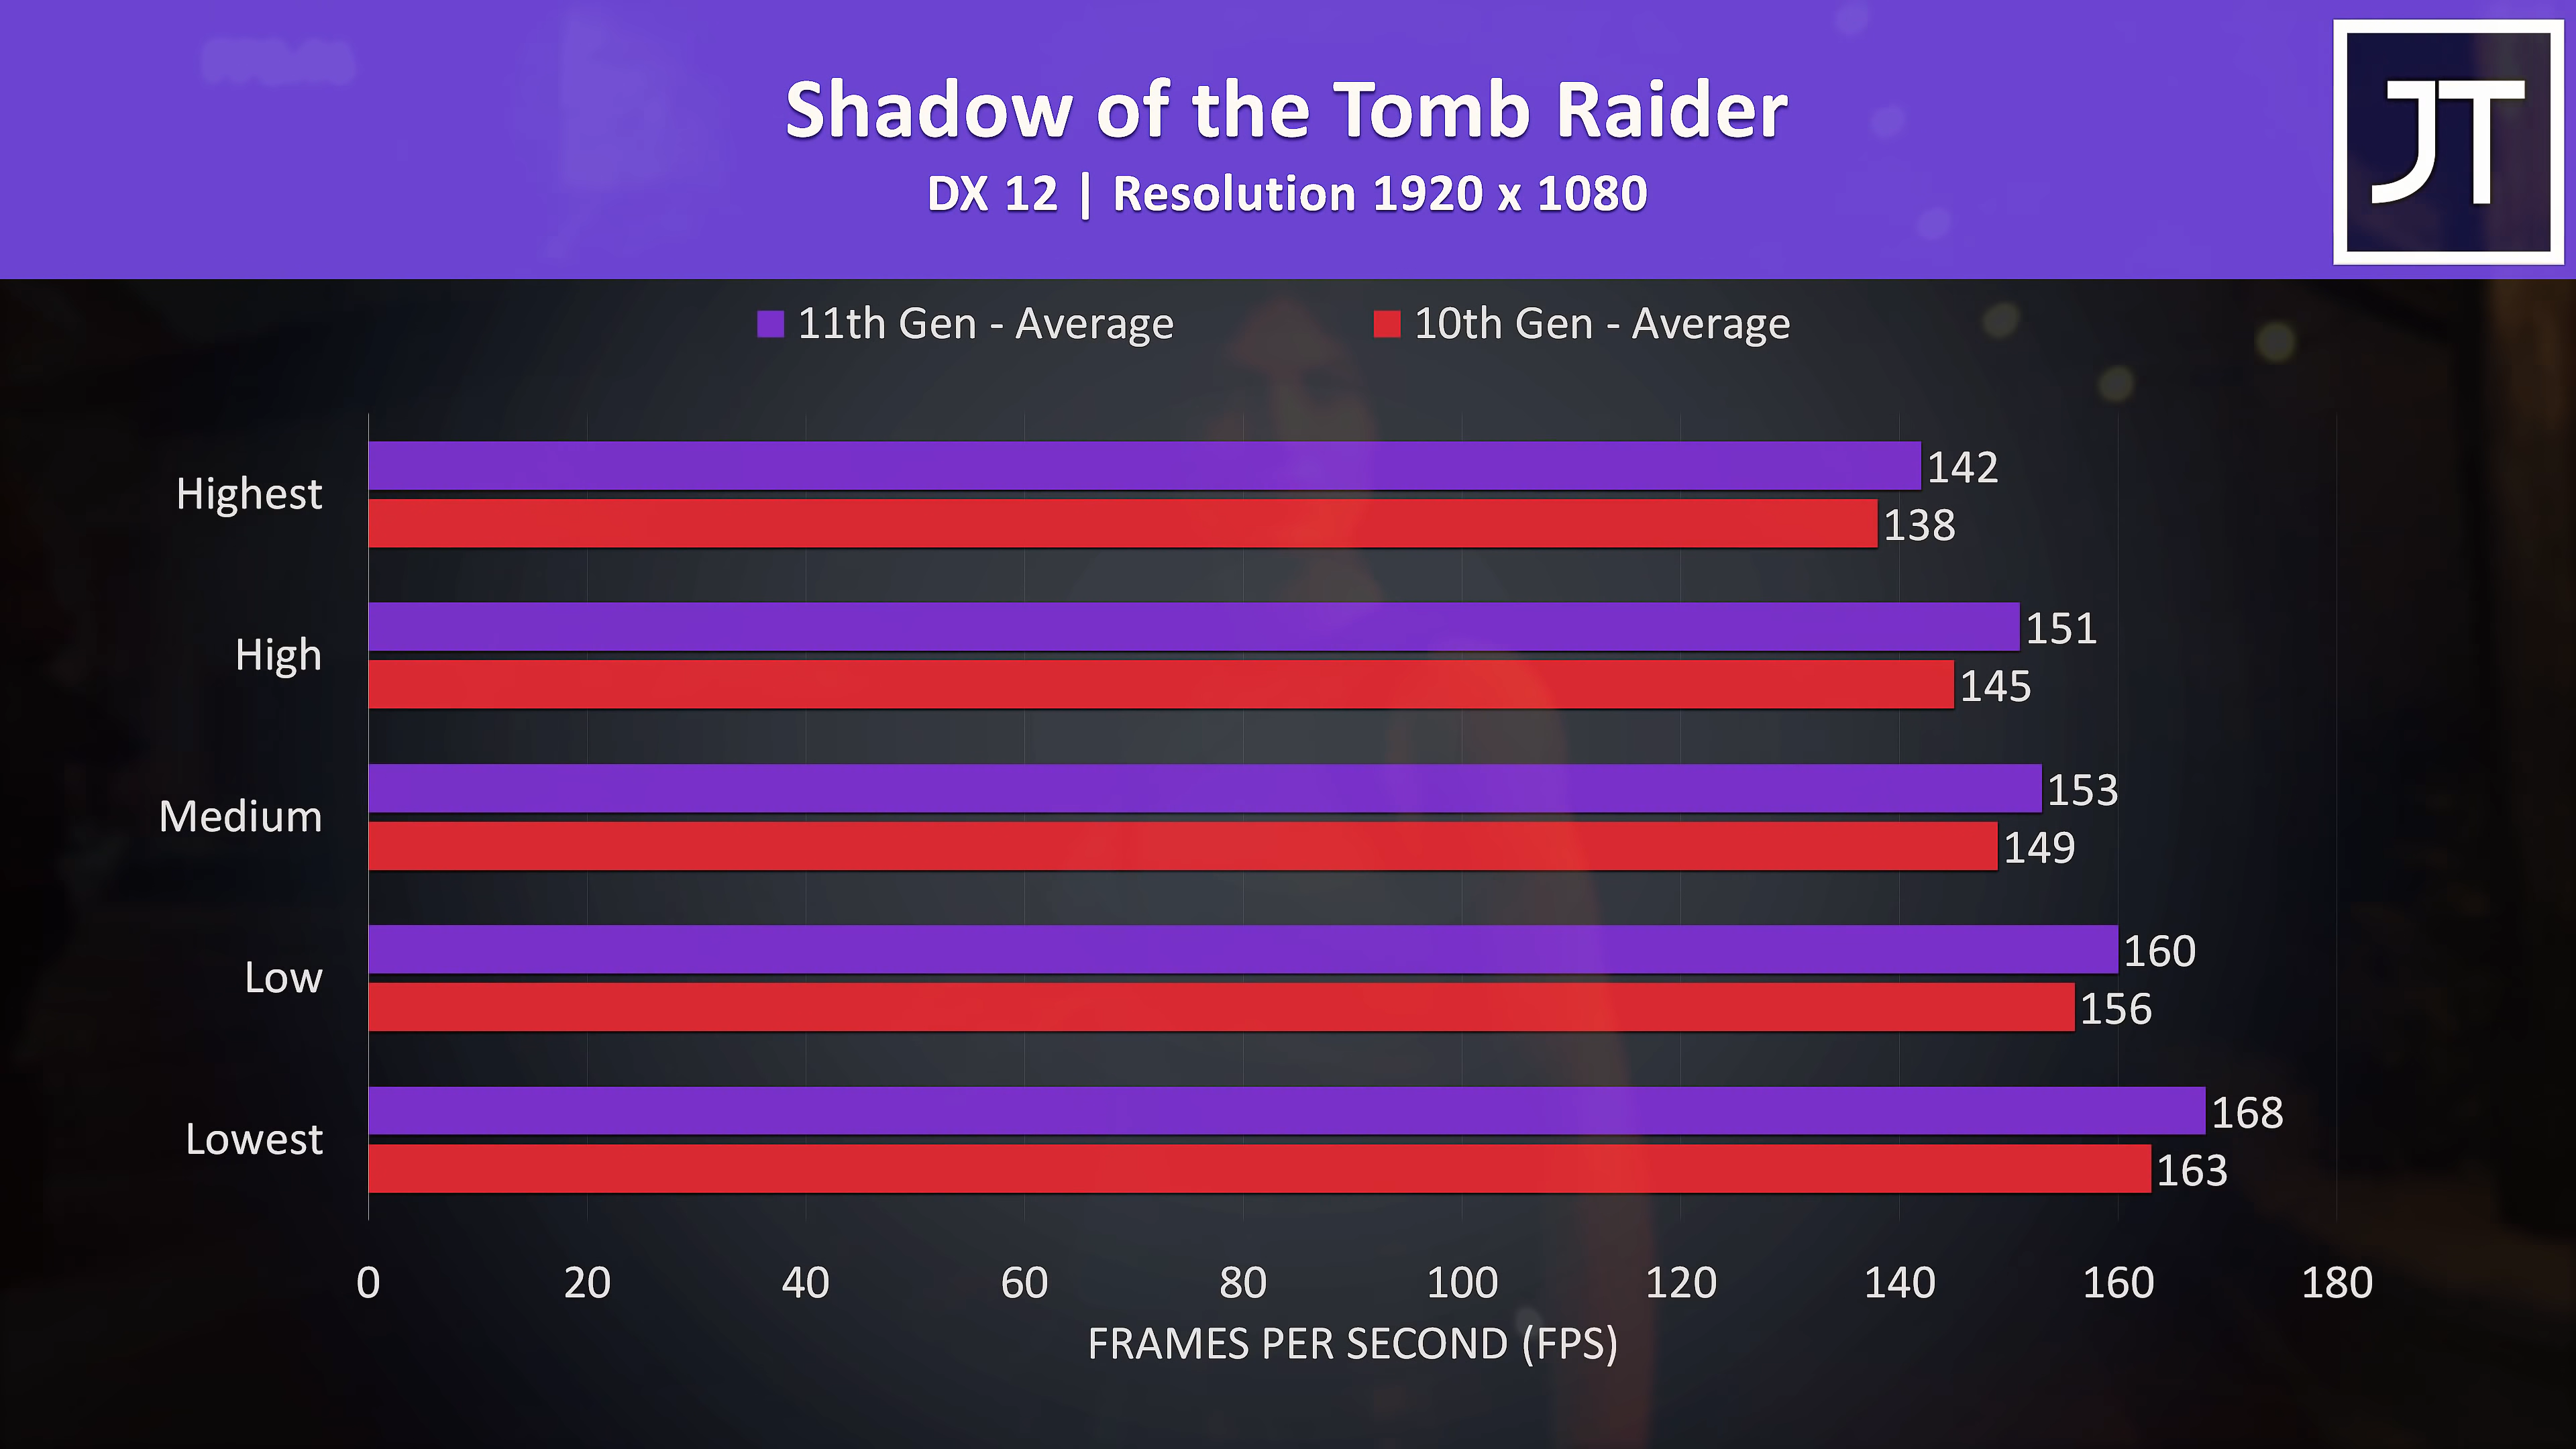 Shadow of the Tomb Raider
JT
DX 12 | Resolution 1920 x 1080
11th Gen - Average
10th Gen - Average
Highest
142
138
High
151
145
Medium
153
149
Low
160
156
Lowest
168
163
0 20 40 60 80 100 120 140 160 180
FRAMES PER SECOND (FPS)